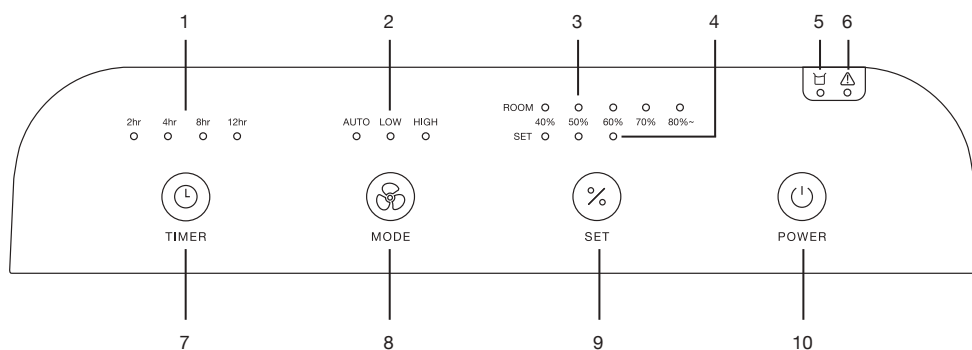 1 2 3 4 5 6
ROOM
2hr 4hr 8hr 12hr AUTO LOW HIGH 40% 50% 60% 70% 80%~
SET
TIMER MODE SET POWER
7 8 9 10